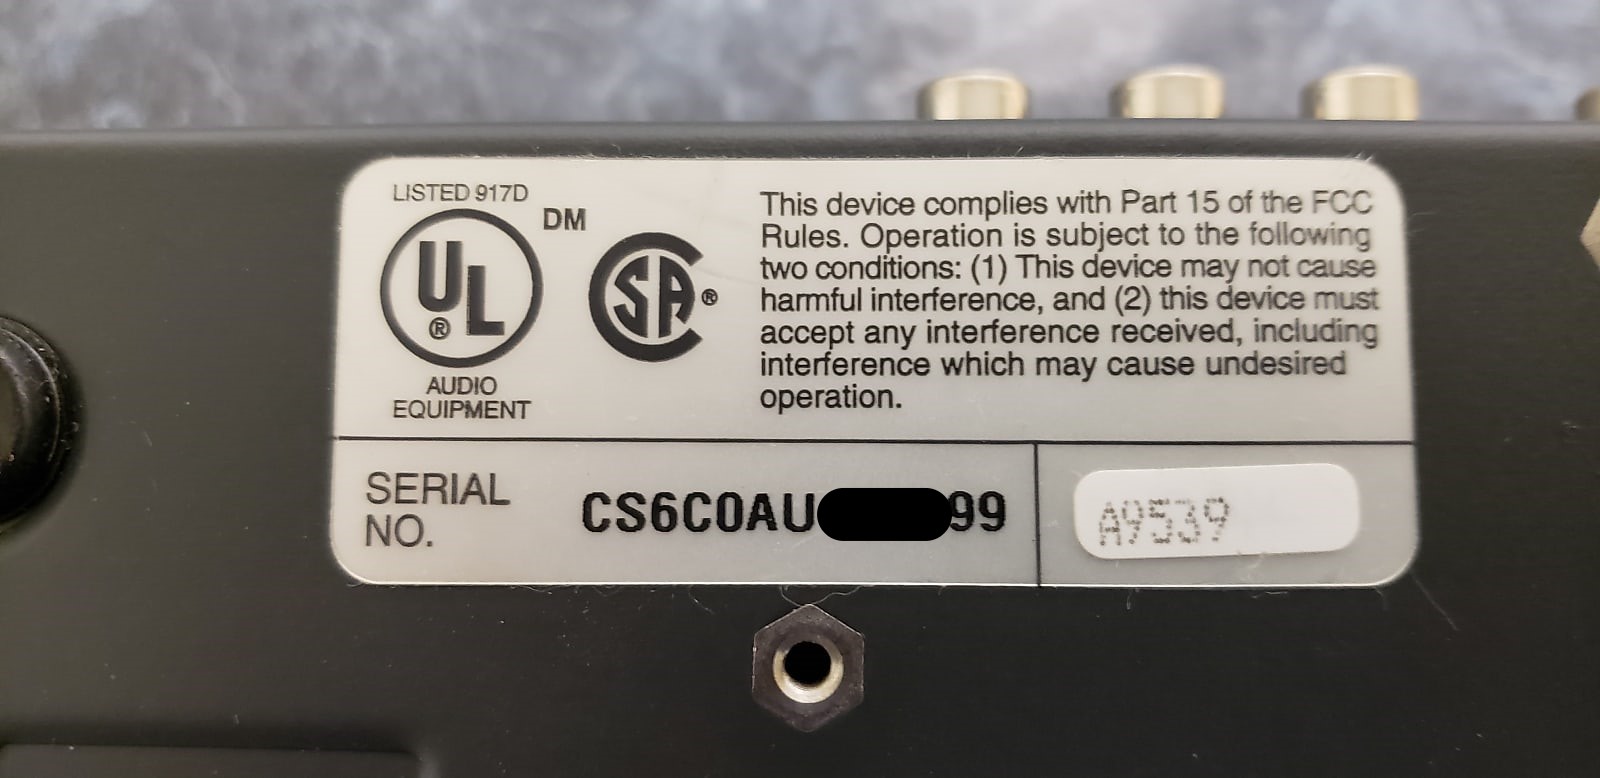 LISTED 917D
DM
UL
®
AUDIO
EQUIPMENT
SA®
This device complies with Part 15 of the FCC
Rules. Operation is subject to the following
two conditions: (1) This device may not cause
harmful interference, and (2) this device must
accept any interference received, including
interference which may cause undesired
operation.
SERIAL
NO.
CS6C0AU 99
A9539